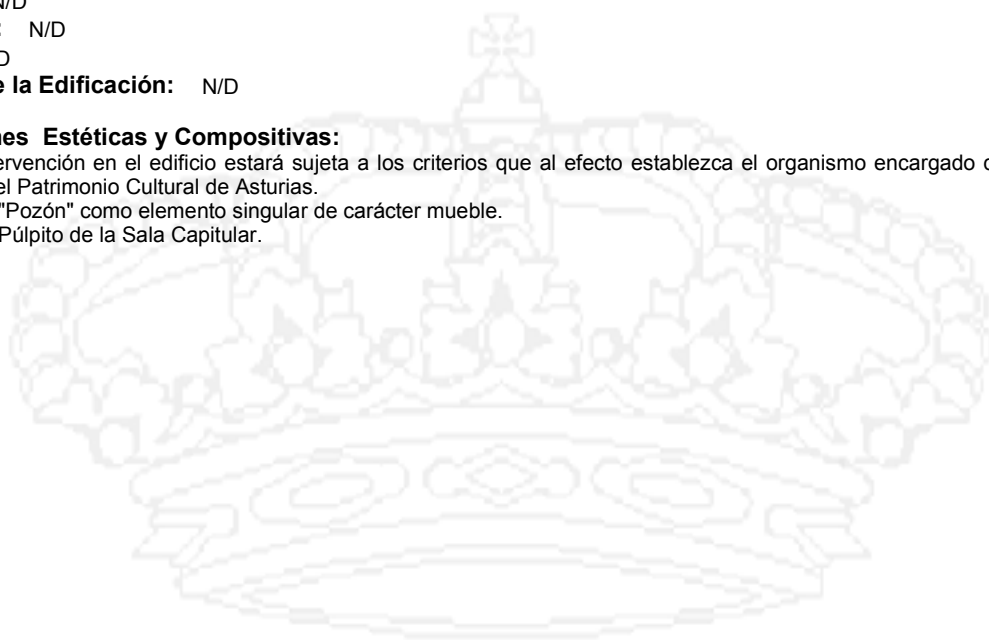 N/D
: N/D
D
e la Edificación: N/D
nes Estéticas y Compositivas:
ervención en el edificio estará sujeta a los criterios que al efecto establezca el organismo encargado
el Patrimonio Cultural de Asturias.
"Pozón" como elemento singular de carácter mueble.
Púlpito de la Sala Capitular.